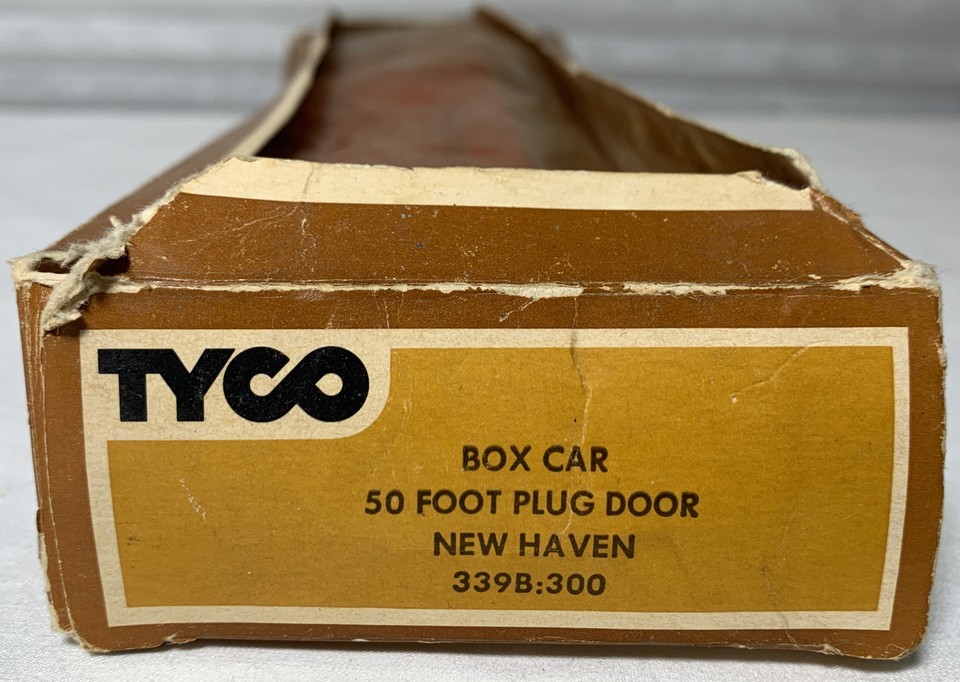 TYCO
BOX CAR
50 FOOT PLUG DOOR
NEW HAVEN
339B:300